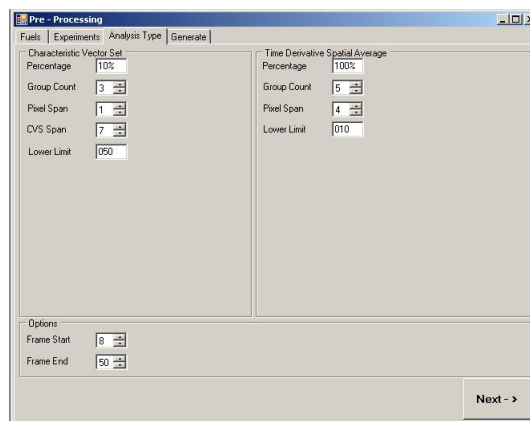 Pre - Processing
Fuels Experiments Analysis Type Generate
Characteristic Vector Set
Percentage 10%
Group Count 3
Pixel Span 1
CVS Span 7
Lower Limit 050
Time Derivative Spatial Average
Percentage 100%
Group Count 5
Pixel Span 4
Lower Limit 010
Options
Frame Start 8
Frame End 50
Next - >